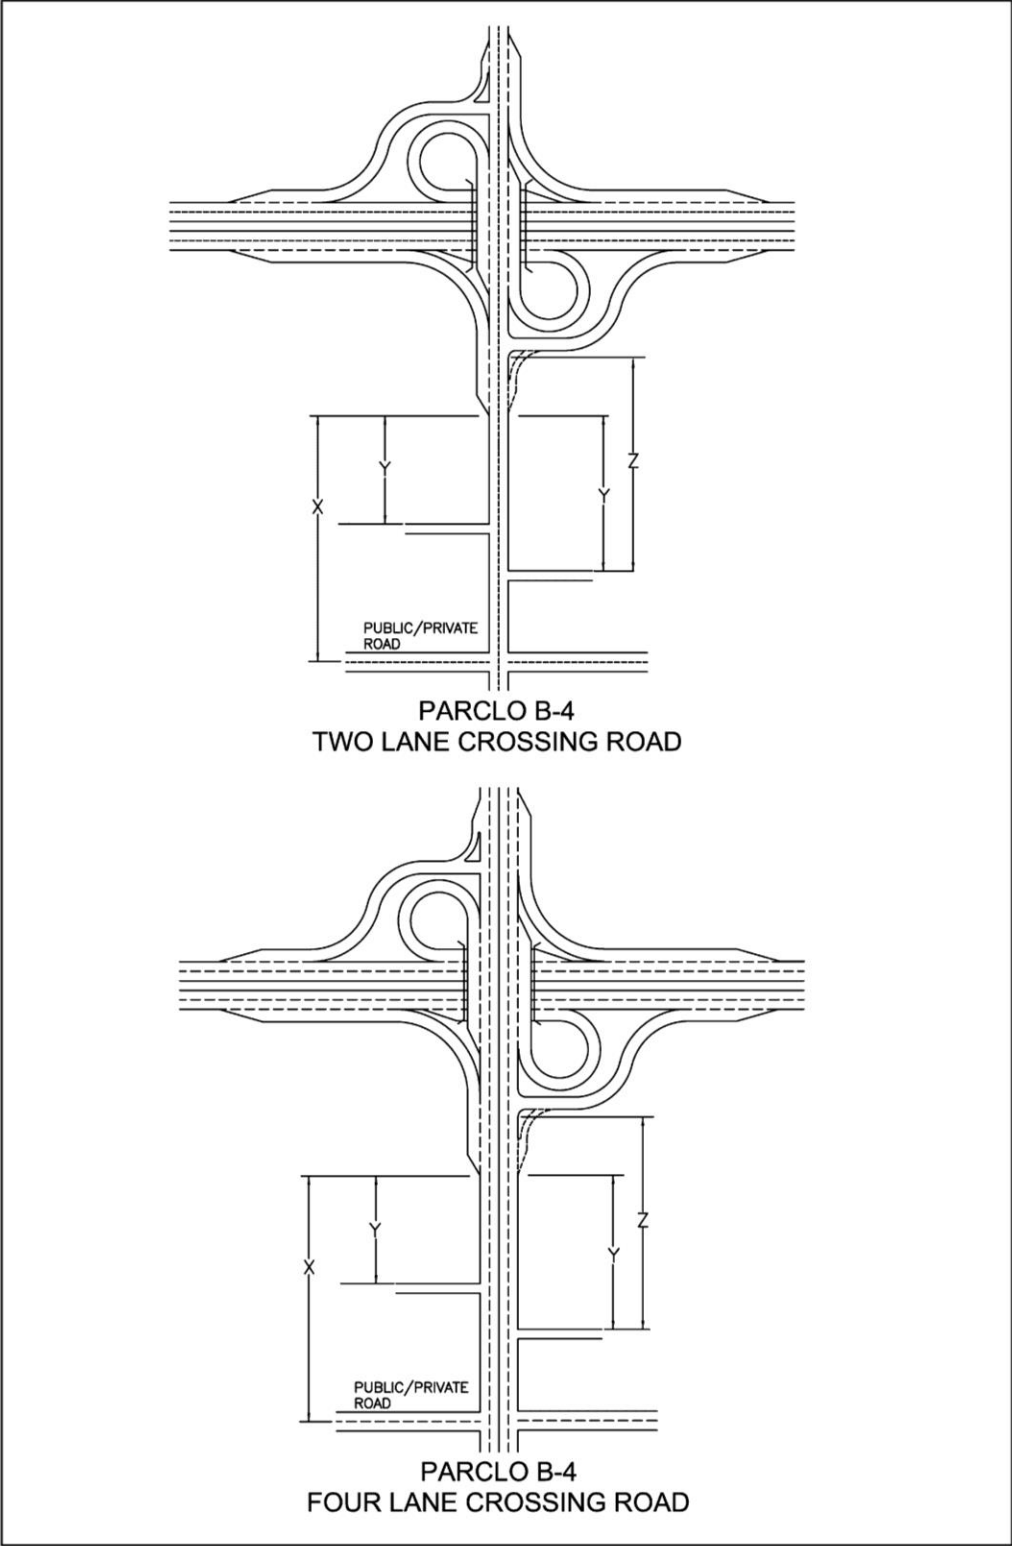 Z
Y
Y
X
PUBLIC/PRIVATE
ROAD
PARCLO B-4
TWO LANE CROSSING ROAD
Z
Y
Y
X
PUBLIC/PRIVATE
ROAD
PARCLO B-4
FOUR LANE CROSSING ROAD